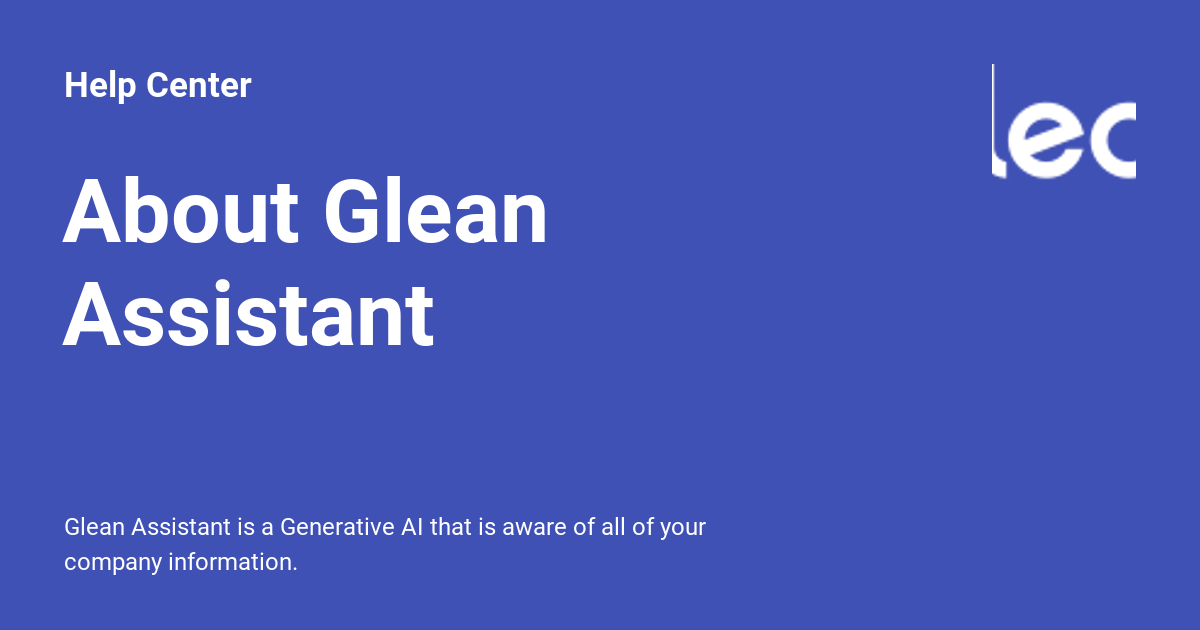 Help Center
About Glean
Assistant
Glean Assistant is a Generative AI that is aware of all of your
company information.